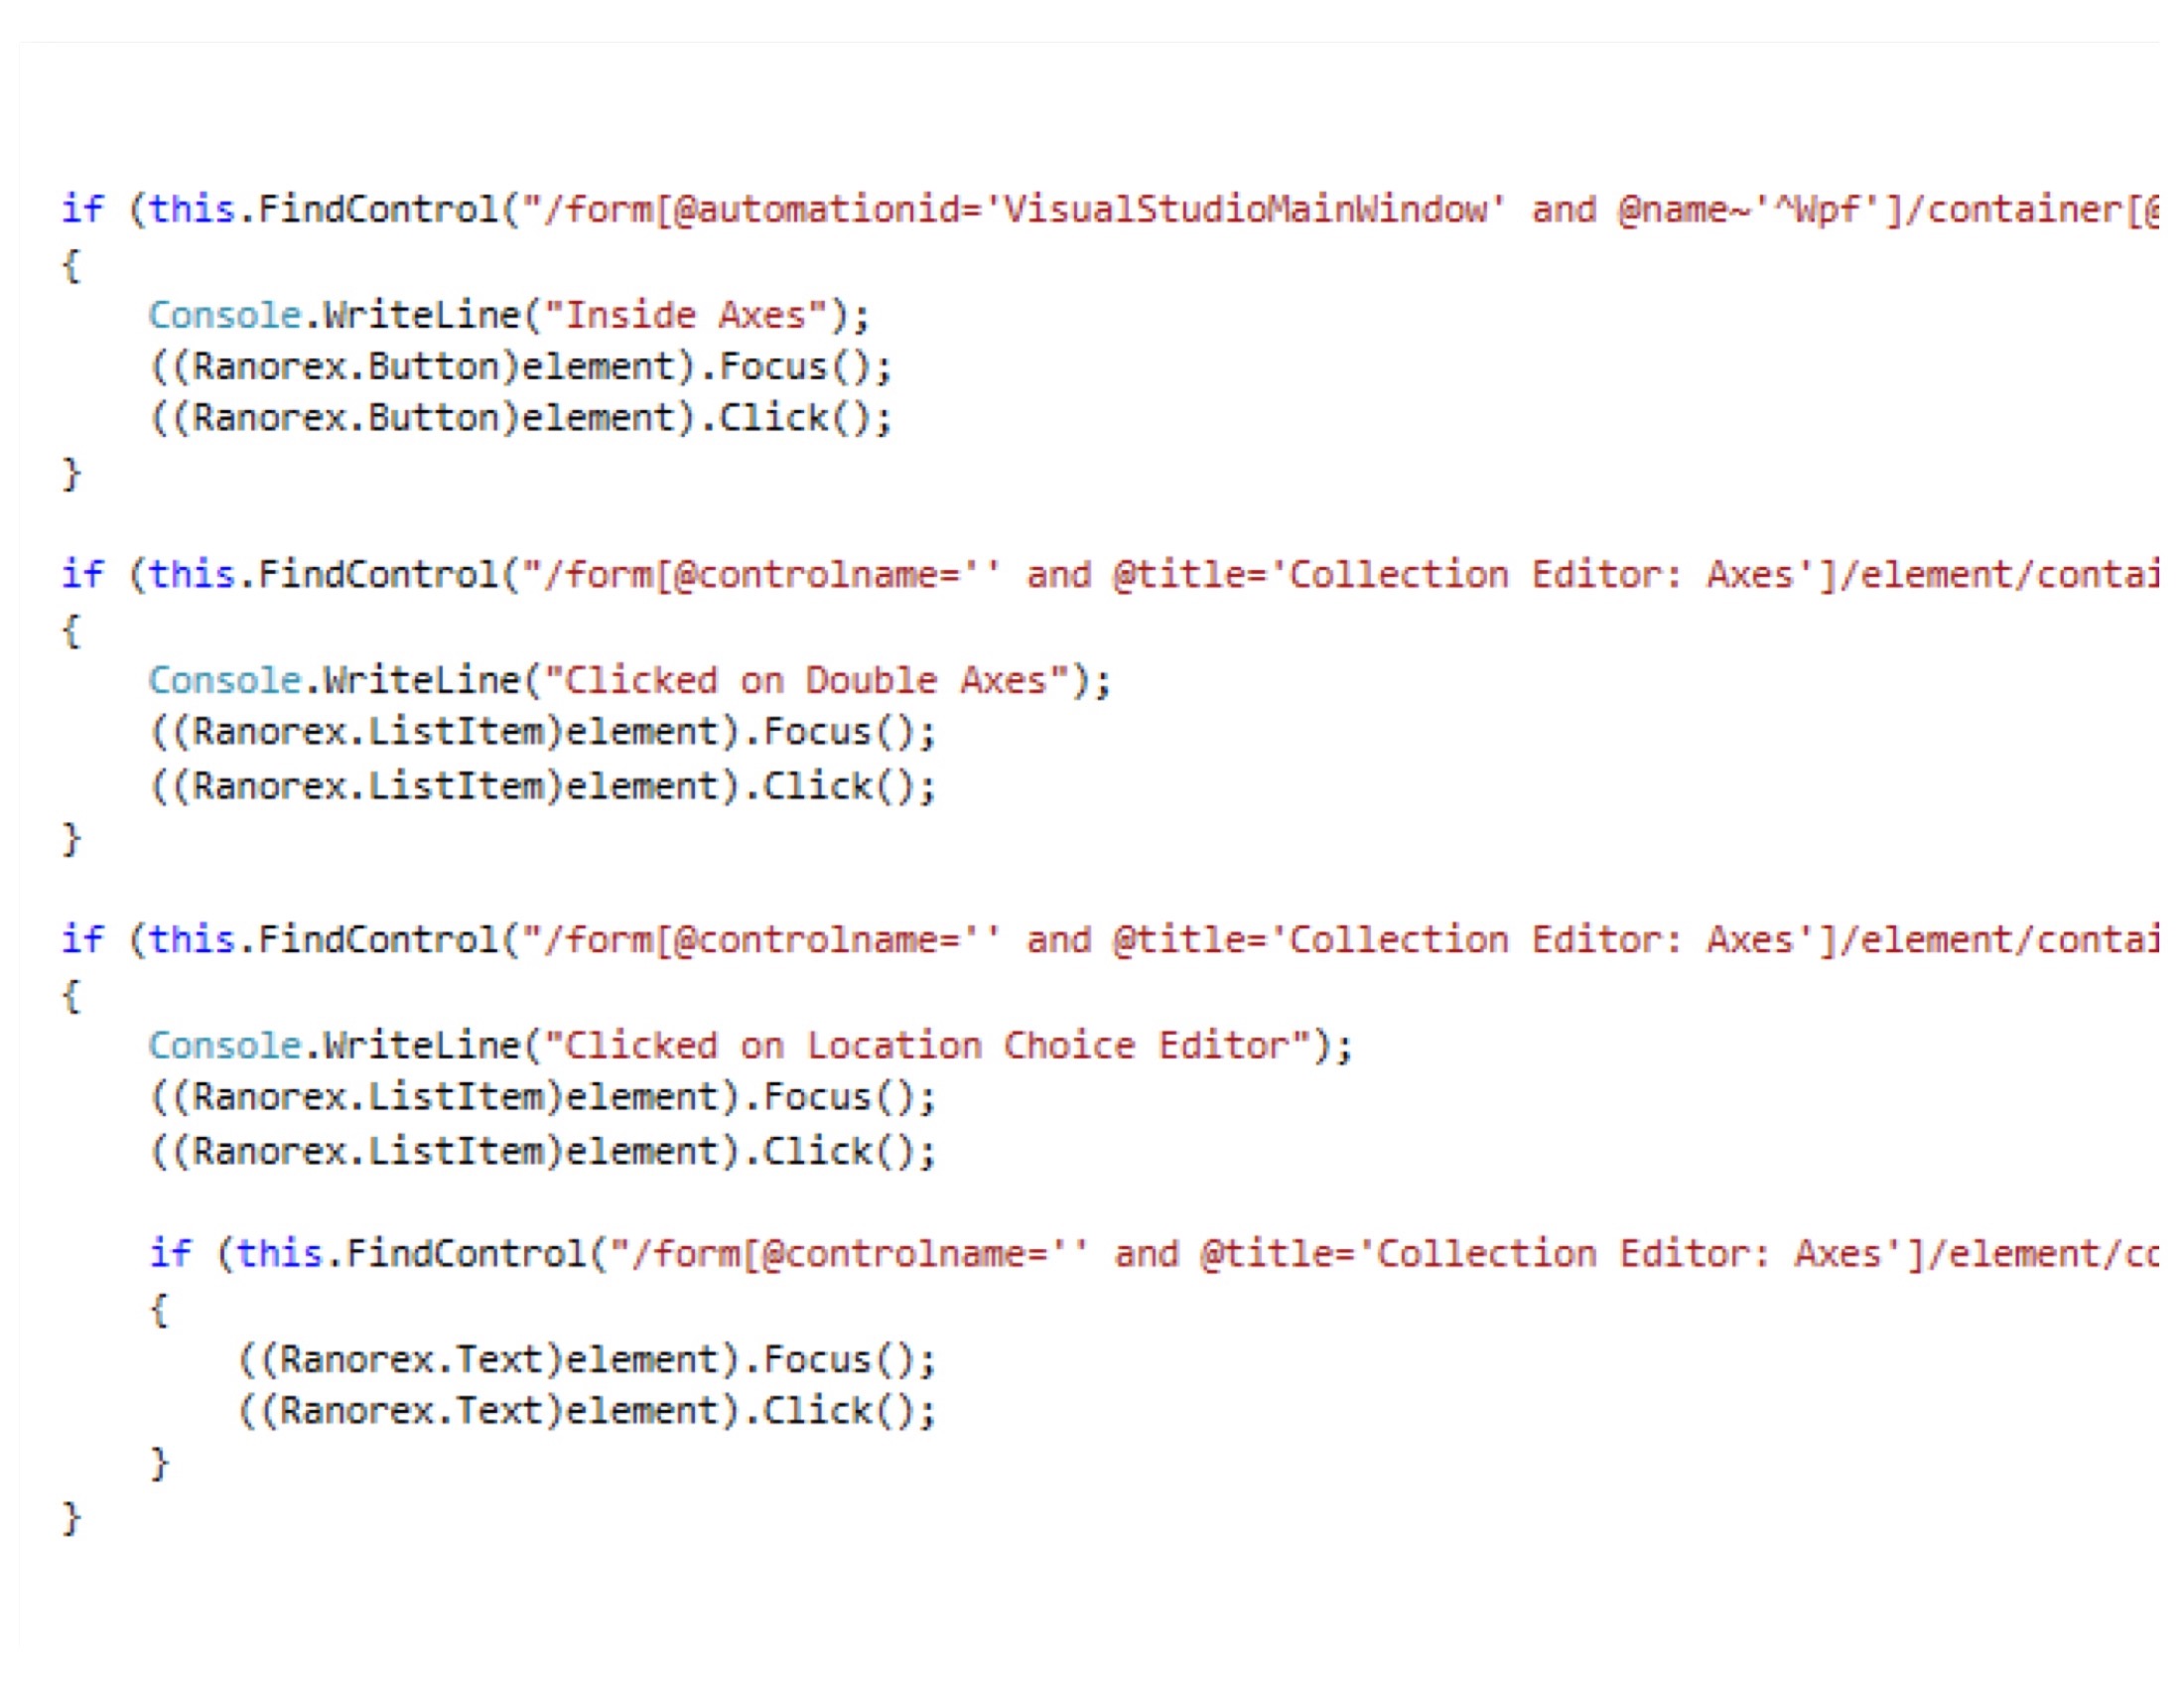 if (this.FindControl("/form[@automationid='VisualStudioMainWindow' and @name~'^Wpf']/container[@
{
    Console.WriteLine("Inside Axes");
    ((Ranorex.Button)element).Focus();
    ((Ranorex.Button)element).Click();
}
if (this.FindControl("/form[@controlname='' and @title='Collection Editor: Axes']/element/contai
{
    Console.WriteLine("Clicked on Double Axes");
    ((Ranorex.ListItem)element).Focus();
    ((Ranorex.ListItem)element).Click();
}
if (this.FindControl("/form[@controlname='' and @title='Collection Editor: Axes']/element/contai
{
    Console.WriteLine("Clicked on Location Choice Editor");
    ((Ranorex.ListItem)element).Focus();
    ((Ranorex.ListItem)element).Click();
    if (this.FindControl("/form[@controlname='' and @title='Collection Editor: Axes']/element/co
    {
        ((Ranorex.Text)element).Focus();
        ((Ranorex.Text)element).Click();
    }
}